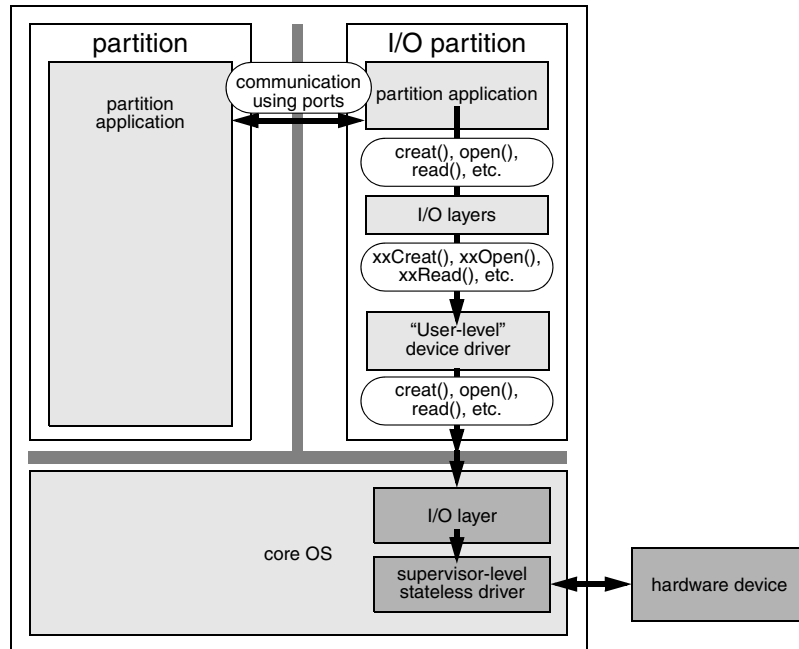 partition
I/O partition
partition
application
communication
using ports
partition application
creat(), open(),
read(), etc.
I/O layers
xxCreat(), xxOpen(),
xxRead(), etc.
“User-level”
device driver
creat(), open(),
read(), etc.
I/O layer
core OS
supervisor-level
stateless driver
hardware device